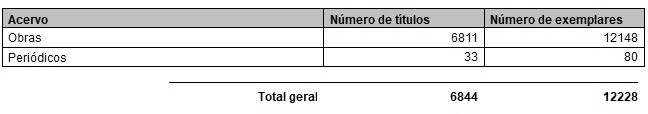 Acervo Número de títulos Número de exemplares
Obras 6811 12148
Periódicos 33 80
Total geral 6844 12228